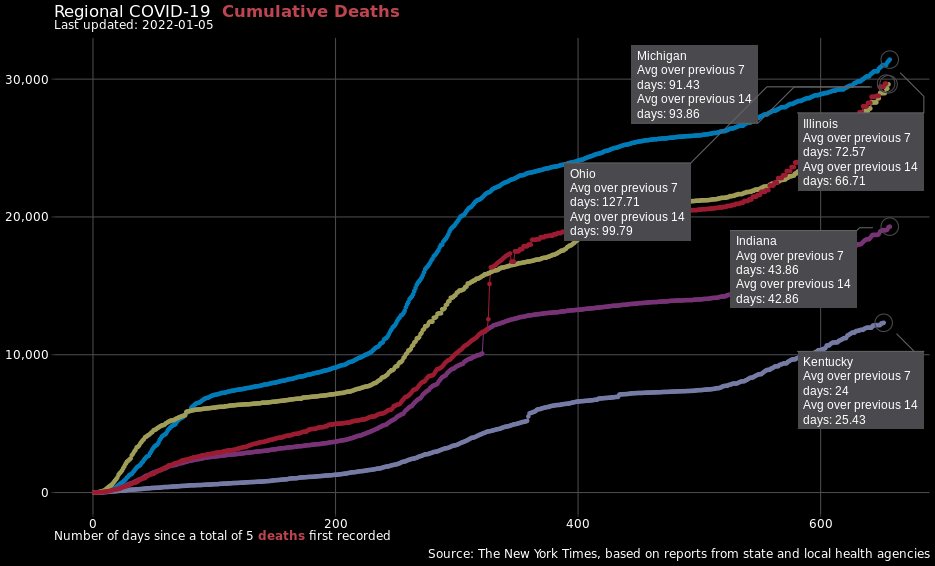 Regional COVID-19 Cumulative Deaths
Last updated: 2022-01-05
30,000
20,000
10,000
0
Michigan
Avg over previous 7
days: 91.43
Avg over previous 14
days: 93.86
Illinois
Avg over previous 7
days: 72.57
Avg over previous 14
days: 66.71
Ohio
Avg over previous 7
days: 127.71
Avg over previous 14
days: 99.79
Indiana
Avg over previous 7
days: 43.86
Avg over previous 14
days: 42.86
Kentucky
Avg over previous 7
days: 24
Avg over previous 14
days: 25.43
0 200 400 600
Number of days since a total of 5 deaths first recorded
Source: The New York Times, based on reports from state and local health agencies